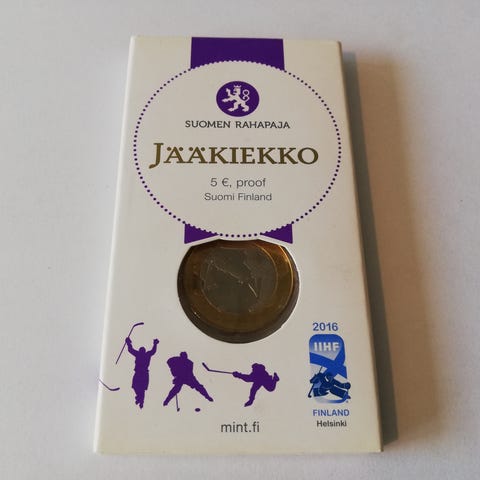 SUOMEN RAHAPAJA
JÄÄKIEKKO
5 €, proof
Suomi Finland
2016
IIHF
FINLAND
Helsinki
mint.fi